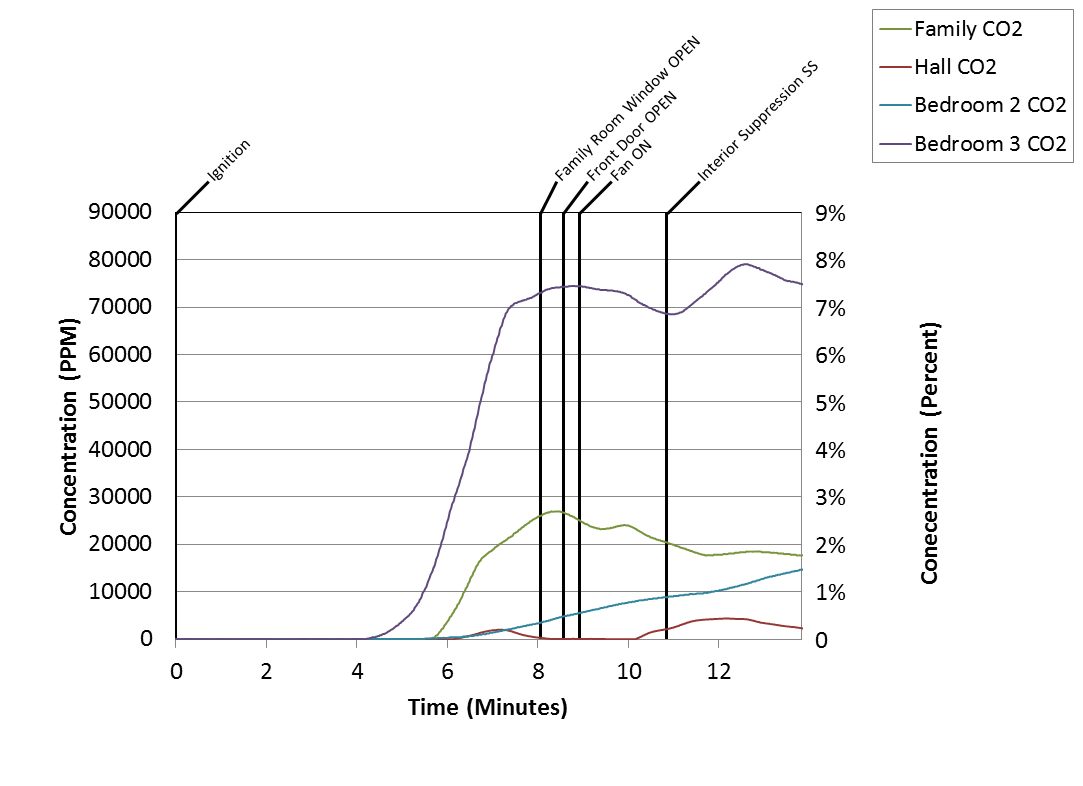 Family CO2
Hall CO2
Bedroom 2 CO2
Bedroom 3 CO2
Ignition
Family Room Window OPEN
Front Door OPEN
Fan ON
Interior Suppression SS
90000
80000
70000
60000
50000
40000
30000
20000
10000
0
Concentration (PPM)
9%
8%
7%
6%
5%
4%
3%
2%
1%
0
Conecentration (Percent)
0 2 4 6 8 10 12
Time (Minutes)